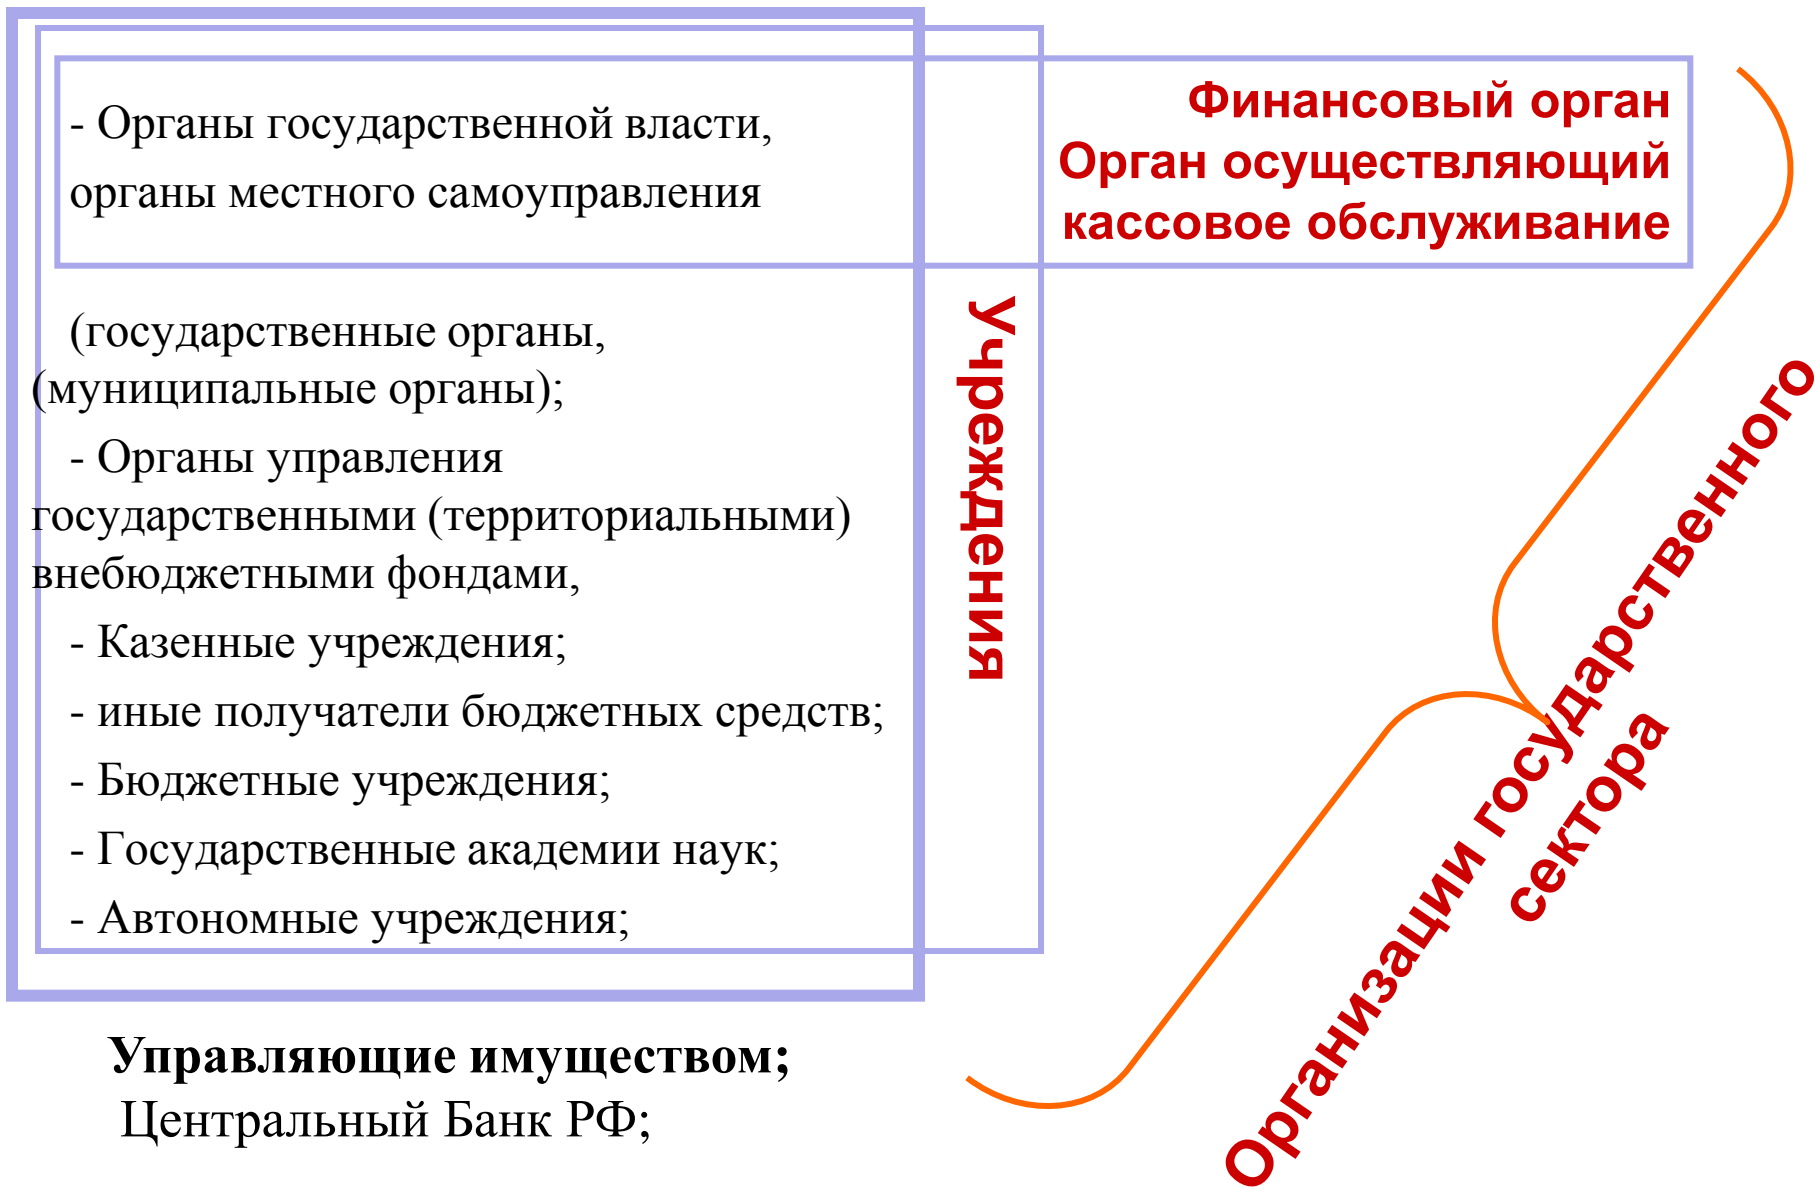 - Органы государственной власти,
органы местного самоуправления
Финансовый орган
Орган осуществляющий
кассовое обслуживание
(государственные органы,
(муниципальные органы);
- Органы управления
государственными (территориальными)
внебюджетными фондами,
- Казенные учреждения;
- иные получатели бюджетных средств;
- Бюджетные учреждения;
- Государственные академии наук;
- Автономные учреждения;
Учреждения
Организации государственного
сектора
Управляющие имуществом;
Центральный Банк РФ;